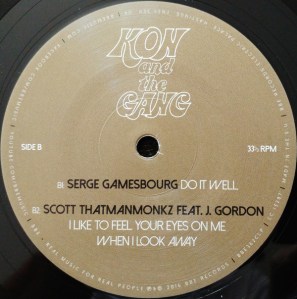 KON
and
the
GANG
SIDE B
33⅓ RPM
B1: SERGE GAMESBOURG DO IT WELL
B2: SCOTT THATMANMONKZ FEAT. J. GORDON
I LIKE TO FEEL YOUR EYES ON ME
WHEN I LOOK AWAY